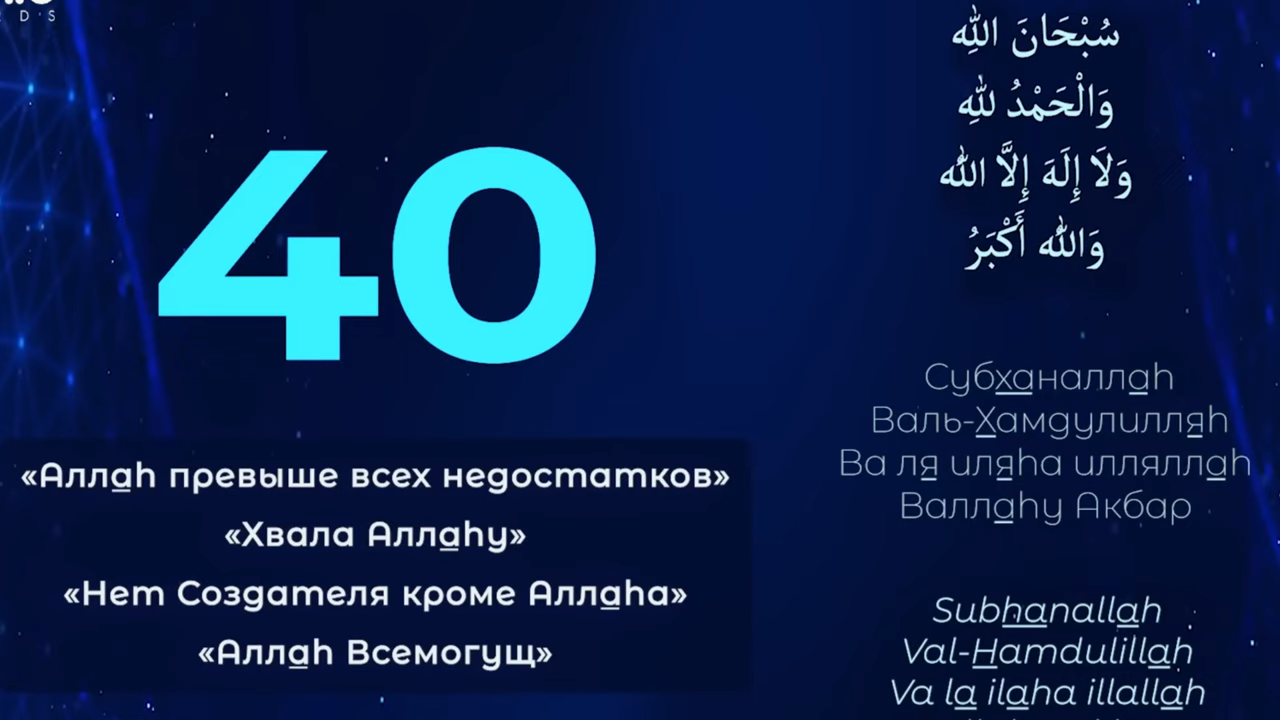 D S
40
«Аллаh превыше всех недостатков»
«Хвала Аллаhу»
«Нет Создателя кроме Аллаhа»
«Аллаh Всемогущ»
سُبْحَانَ اللهِ
وَالْحَمْدُ للهِ
وَلَا إِلَهَ إِلَّا الله
وَالله أَكْبَرُ
Субханаллаh
Валь-Хамдулилляh
Ва ля иляhа илляллаh
Валлаhу Акбар
Subhanallah
Val-Hamdulillah
Va la ilaha illallah